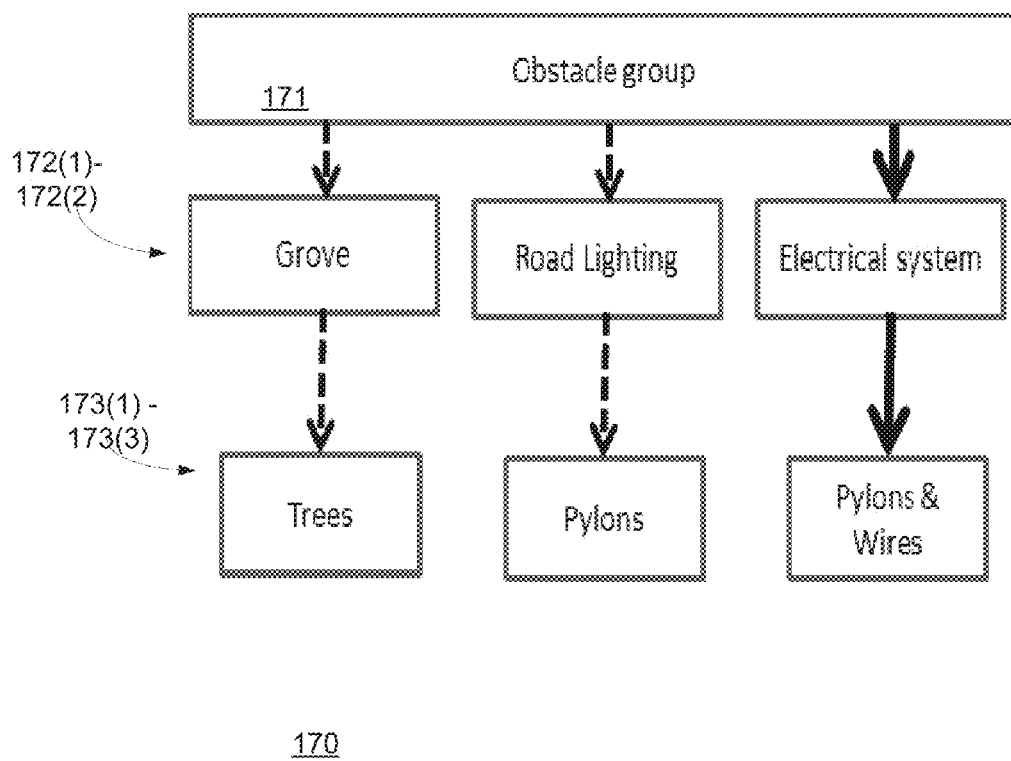 Obstacle group
171
172(1)-
172(2)
Grove
Road Lighting
Electrical system
173(1) -
173(3)
Trees
Pylons
Pylons &
Wires
170